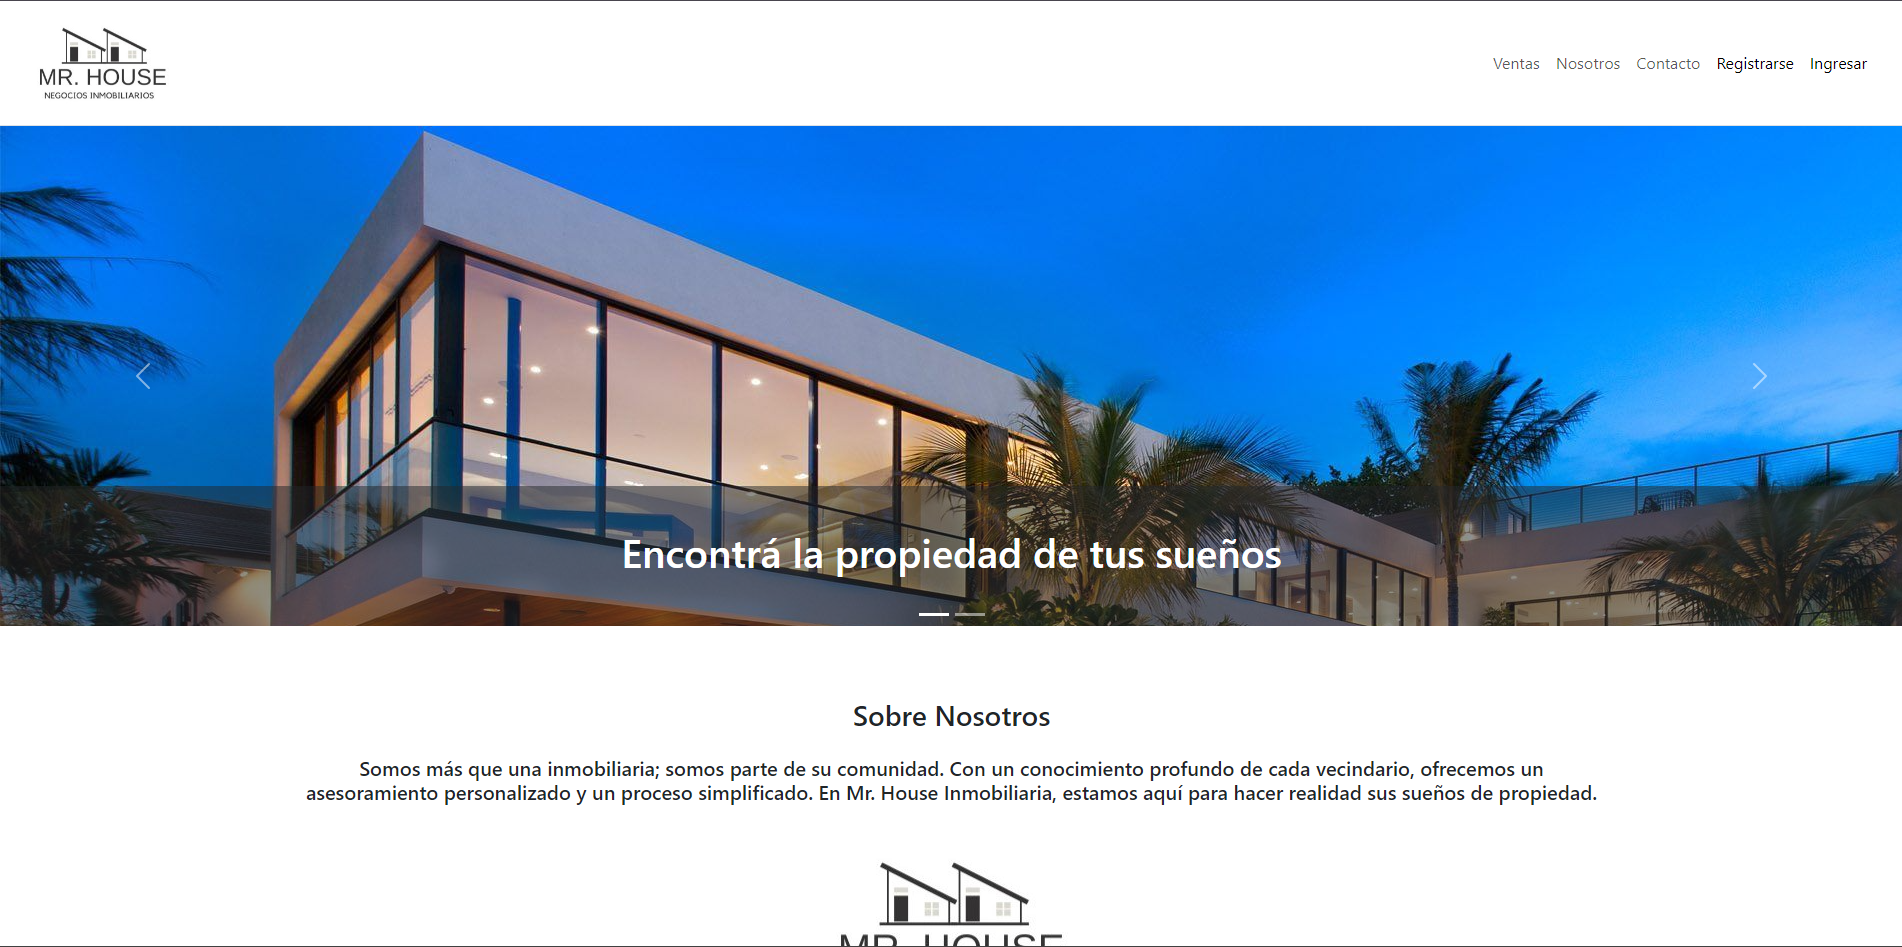 MR. HOUSE
NEGOCIOS INMOBILIARIOS
Ventas Nosotros Contacto Registrarse Ingresar
Encontrá la propiedad de tus sueños
Sobre Nosotros
Somos más que una inmobiliaria; somos parte de su comunidad. Con un conocimiento profundo de cada vecindario, ofrecemos un
asesoramiento personalizado y un proceso simplificado. En Mr. House Inmobiliaria, estamos aquí para hacer realidad sus sueños de propiedad.
MR. HOUSE